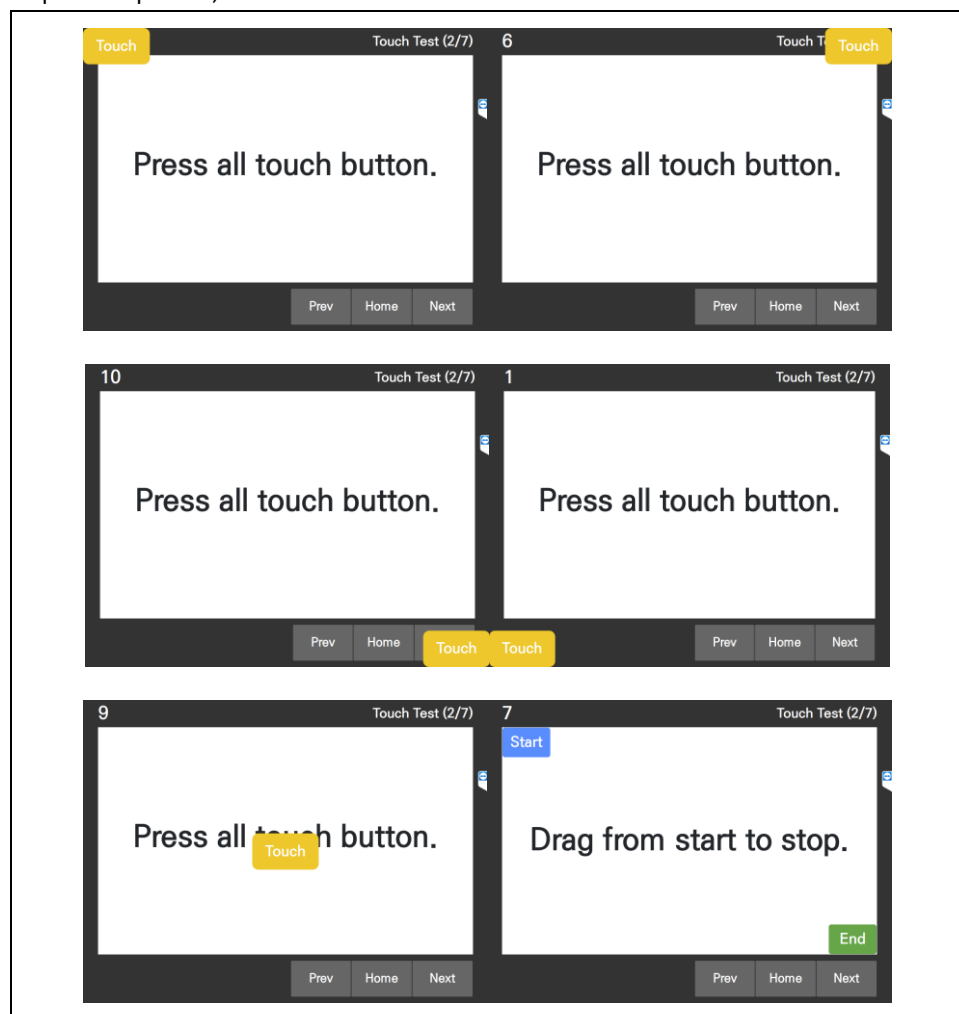 Touch
Touch Test (2/7)
Press all touch button.
Prev Home Next
6
Touch
Touch
Press all touch button.
Prev Home Next
10
Touch Test (2/7)
Press all touch button.
Prev Home
Touch
1
Touch Test (2/7)
Press all touch button.
Touch
Prev Home Next
9
Touch Test (2/7)
Press all touch button.
Touch
Prev Home Next
7
Touch Test (2/7)
Start
Drag from start to stop.
End
Prev Home Next